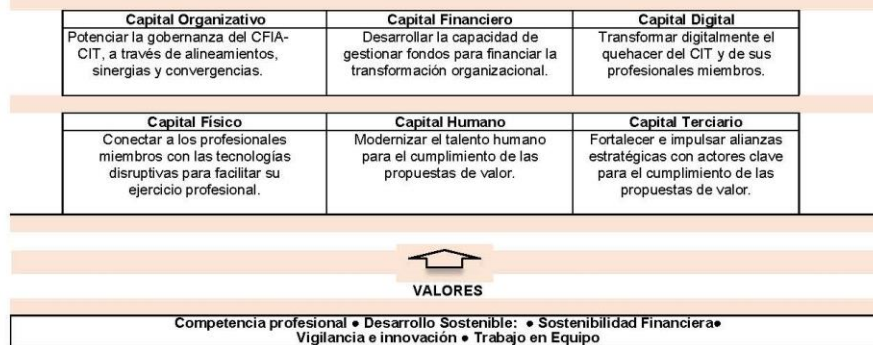 Capital Organizativo
Potenciar la gobernanza del CFIA-
CIT, a través de alineamientos,
sinergias y convergencias.
Capital Financiero
Desarrollar la capacidad de
gestionar fondos para financiar la
transformación organizacional.
Capital Digital
Transformar digitalmente el
quehacer del CIT y de sus
profesionales miembros.
Capital Físico
Conectar a los profesionales
miembros con las tecnologías
disruptivas para facilitar su
ejercicio profesional.
Capital Humano
Modernizar el talento humano
para el cumplimiento de las
propuestas de valor.
Capital Terciario
Fortalecer e impulsar alianzas
estratégicas con actores clave
para el cumplimiento de las
propuestas de valor.
VALORES
Competencia profesional ● Desarrollo Sostenible: ● Sostenibilidad Financiera●
Vigilancia e innovación ● Trabajo en Equipo